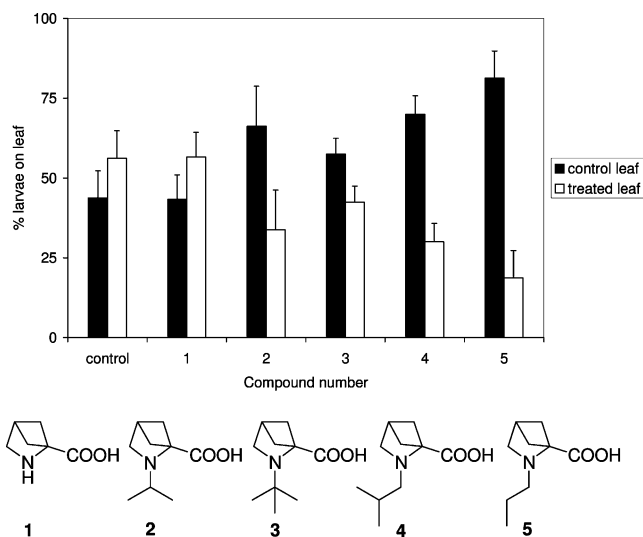 100
75
50
25
0
% larvae on leaf
control 1 2 3 4 5
Compound number
control leaf
treated leaf
COOH COOH COOH COOH COOH
N N N N N
H
1 2 3 4 5